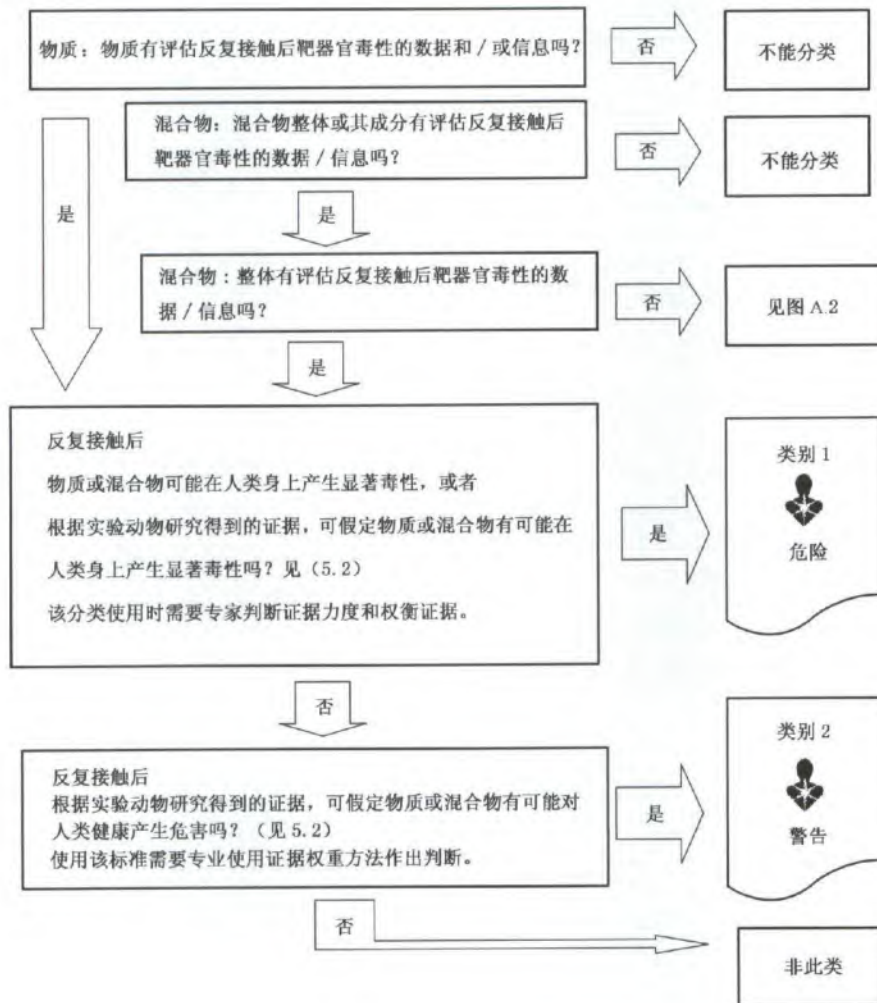 物质：物质有评估反复接触后靶器官毒性的数据和／或信息吗？
否
不能分类
混合物：混合物整体或其成分有评估反复接触后
靶器官毒性的数据／信息吗？
否
不能分类
是
是
混合物：整体有评估反复接触后靶器官毒性的数
据／信息吗？
否
见图 A.2
是
反复接触后
物质或混合物可能在人类身上产生显著毒性，或者
根据实验动物研究得到的证据，可假定物质或混合物有可能在
人类身上产生显著毒性吗？见（5.2）
该分类使用时需要专家判断证据力度和权衡证据。
是
类别 1
危险
否
反复接触后
根据实验动物研究得到的证据，可假定物质或混合物有可能对
人类健康产生危害吗？（见 5.2）
使用该标准需要专业使用证据权重方法作出判断。
是
类别 2
警告
否
非此类